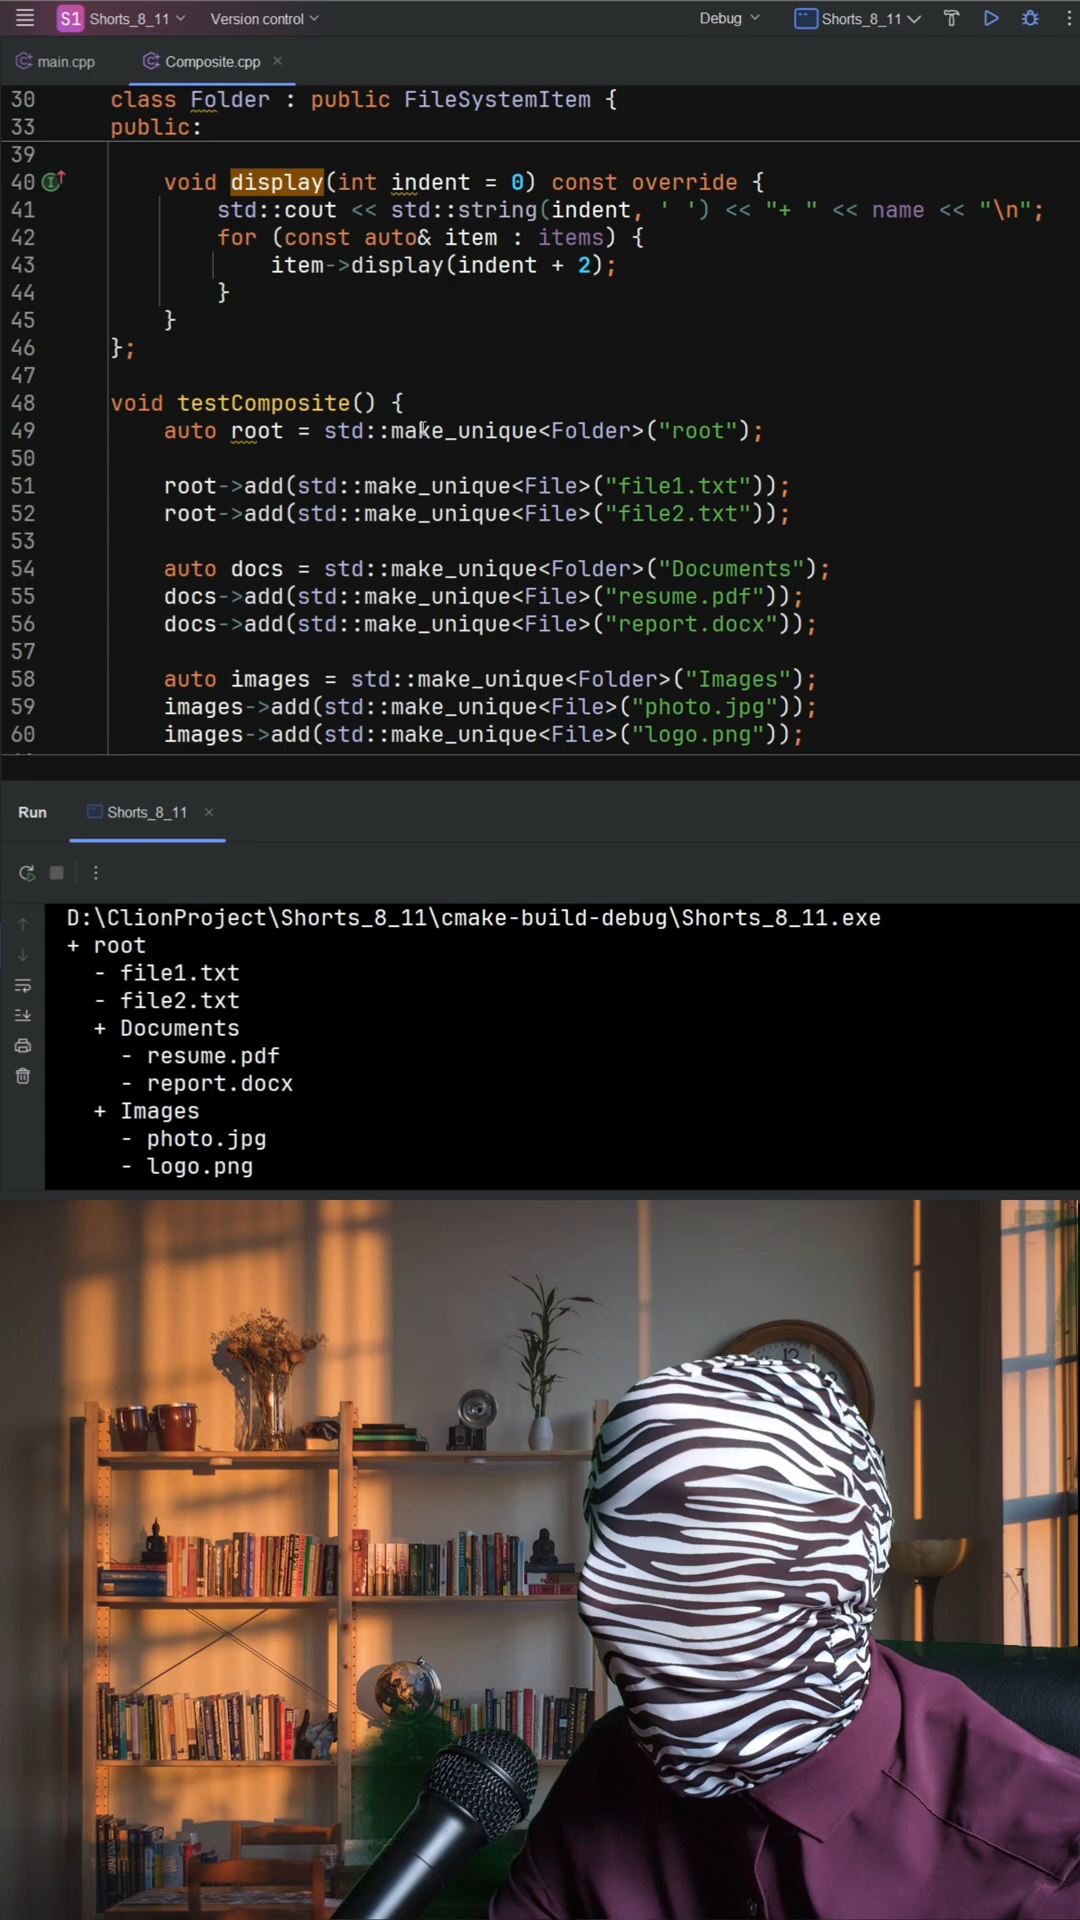 S1 Shorts_8_11 Version control Debug Shorts_8_11
main.cpp Composite.cpp
30 class Folder : public FileSystemItem {
33 public:
39
40 void display(int indent = 0) const override {
41 std::cout << std::string(indent, ' ') << "+ " << name << "\n";
42 for (const auto& item : items) {
43 item->display(indent + 2);
44 }
45 }
46 };
47
48 void testComposite() {
49 auto root = std::make_unique<Folder>("root");
50
51 root->add(std::make_unique<File>("file1.txt"));
52 root->add(std::make_unique<File>("file2.txt"));
53
54 auto docs = std::make_unique<Folder>("Documents");
55 docs->add(std::make_unique<File>("resume.pdf"));
56 docs->add(std::make_unique<File>("report.docx"));
57
58 auto images = std::make_unique<Folder>("Images");
59 images->add(std::make_unique<File>("photo.jpg"));
60 images->add(std::make_unique<File>("logo.png"));
Run Shorts_8_11
D:\ClionProject\Shorts_8_11\cmake-build-debug\Shorts_8_11.exe
+ root
- file1.txt
- file2.txt
+ Documents
- resume.pdf
- report.docx
+ Images
- photo.jpg
- logo.png
12